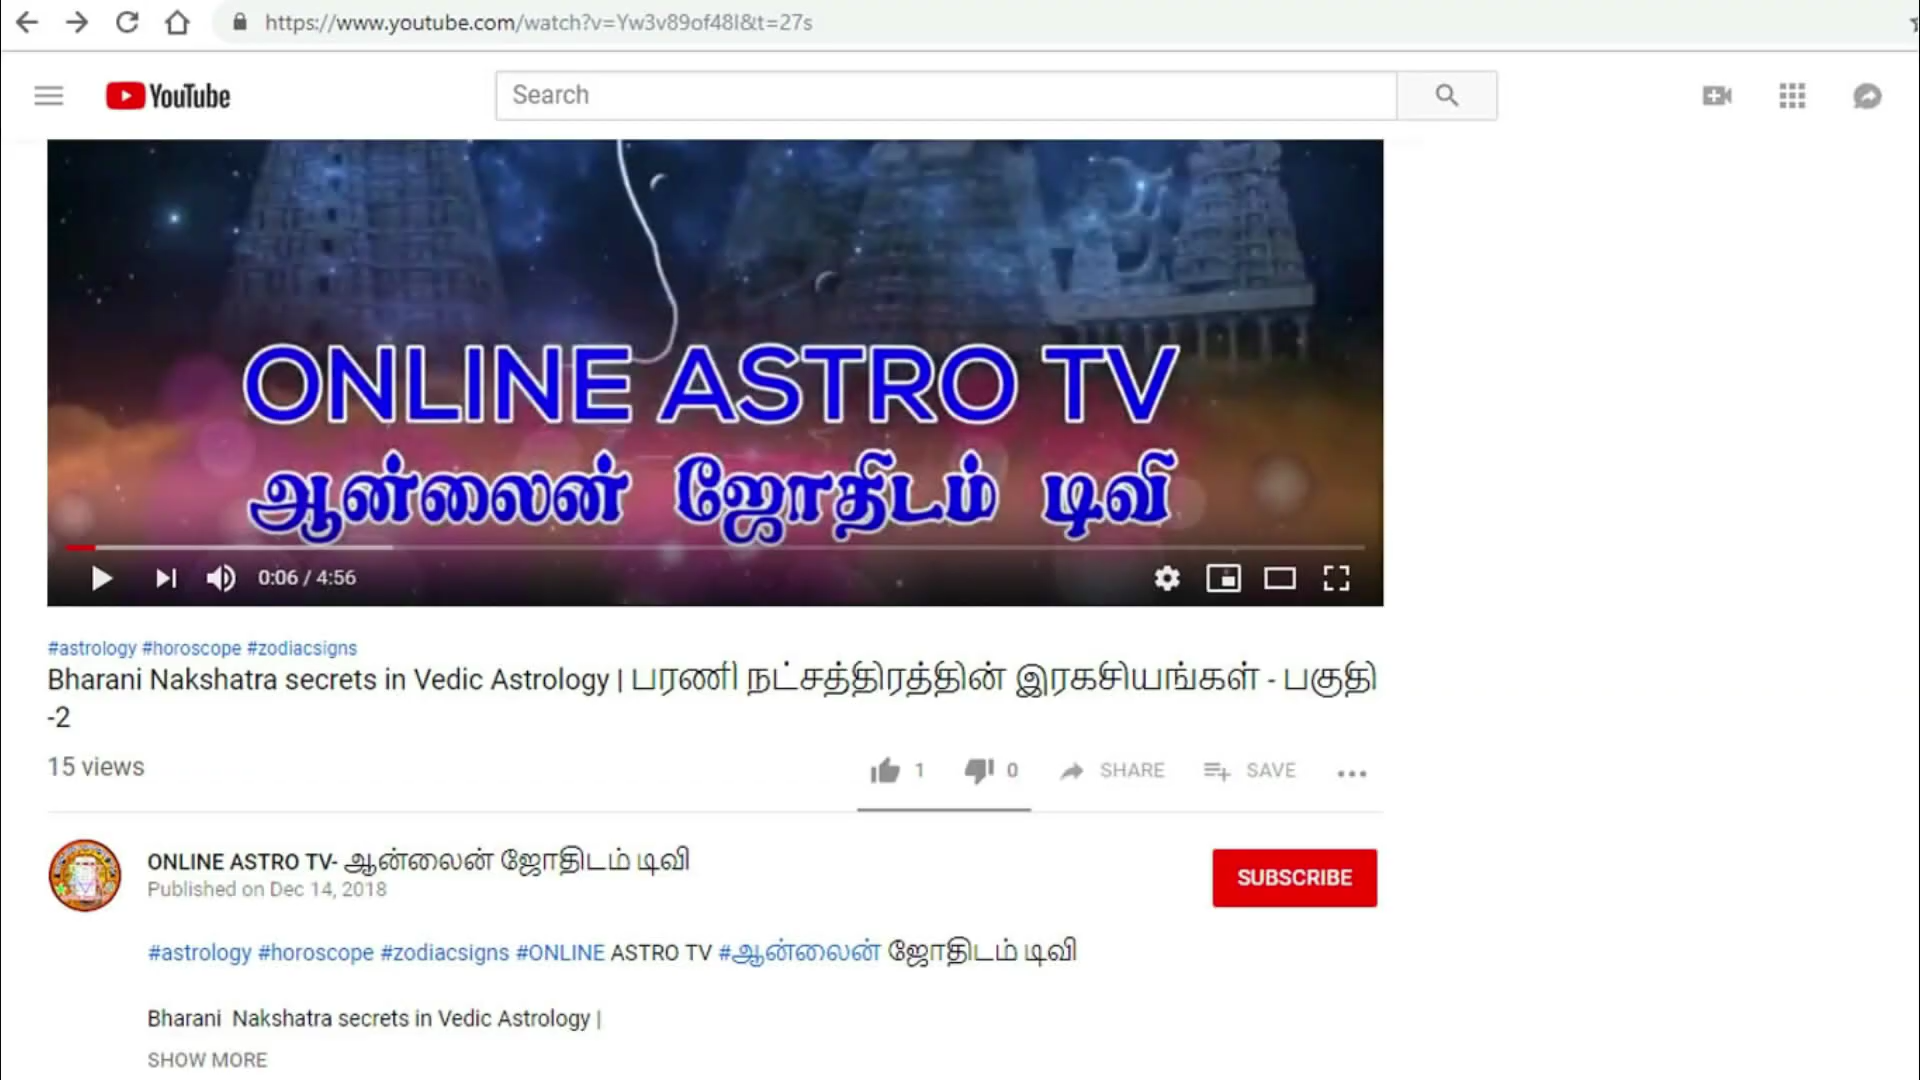 https://www.youtube.com/watch?v=Yw3v89of48I&t=27s
YouTube
Search
ONLINE ASTRO TV
ஆன்லைன் ஜோதிடம் டிவி
0:06 / 4:56
#astrology #horoscope #zodiacsigns
Bharani Nakshatra secrets in Vedic Astrology | பரணி நட்சத்திரத்தின் இரகசியங்கள் - பகுதி
-2
15 views
1 0 SHARE SAVE
ONLINE ASTRO TV- ஆன்லைன் ஜோதிடம் டிவி
Published on Dec 14, 2018
SUBSCRIBE
#astrology #horoscope #zodiacsigns #ONLINE ASTRO TV #ஆன்லைன் ஜோதிடம் டிவி
Bharani Nakshatra secrets in Vedic Astrology |
SHOW MORE